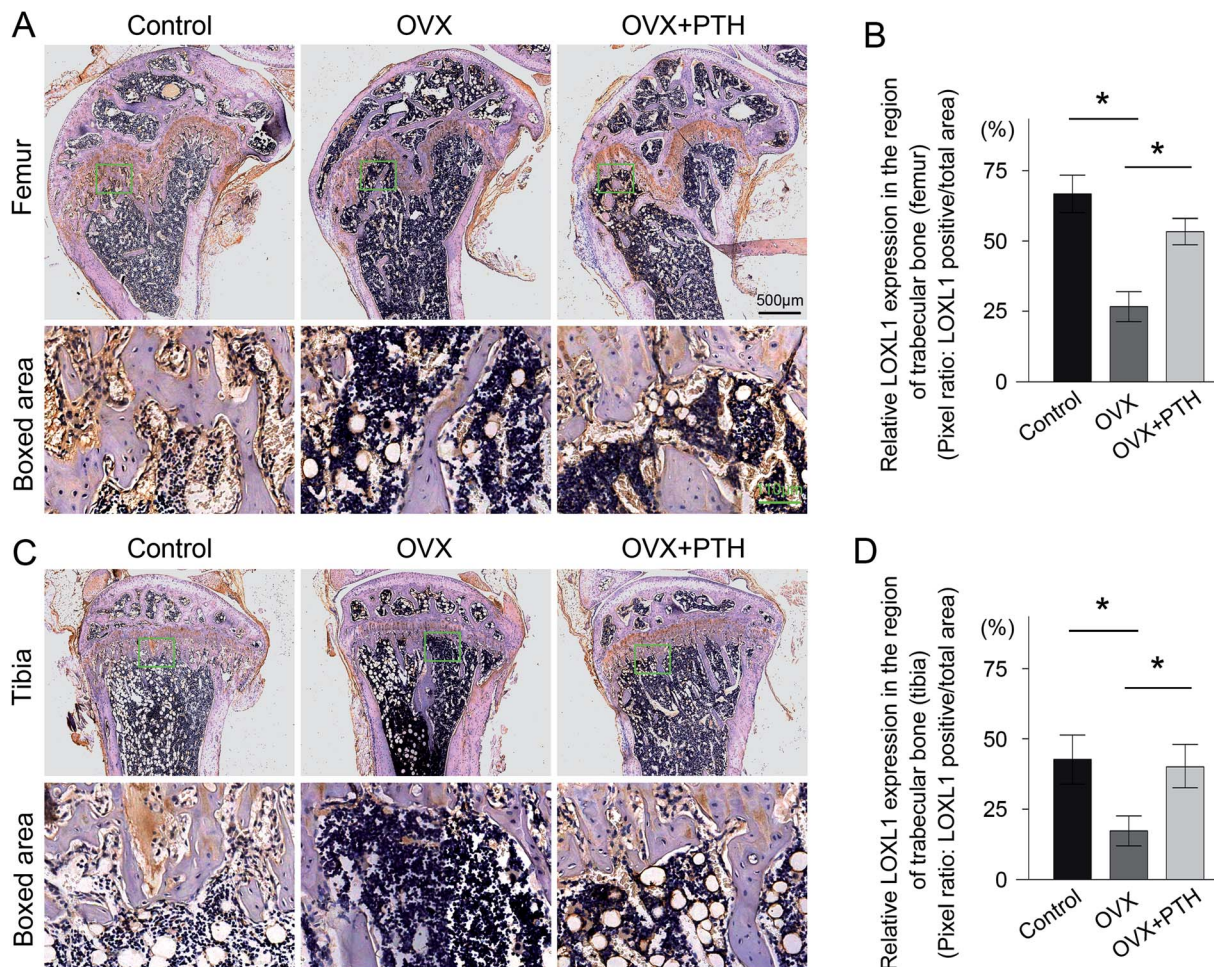 A
Control
OVX
OVX+PTH
Femur
500μm
Boxed area
110μm
B
Relative LOXL1 expression in the region
of trabecular bone (femur)
(Pixel ratio: LOXL1 positive/total area)
(%)
75
50
25
0
*
*
Control
OVX
OVX+PTH
C
Control
OVX
OVX+PTH
Tibia
Boxed area
D
Relative LOXL1 expression in the region
of trabecular bone (tibia)
(Pixel ratio: LOXL1 positive/total area)
(%)
75
50
25
0
*
*
Control
OVX
OVX+PTH